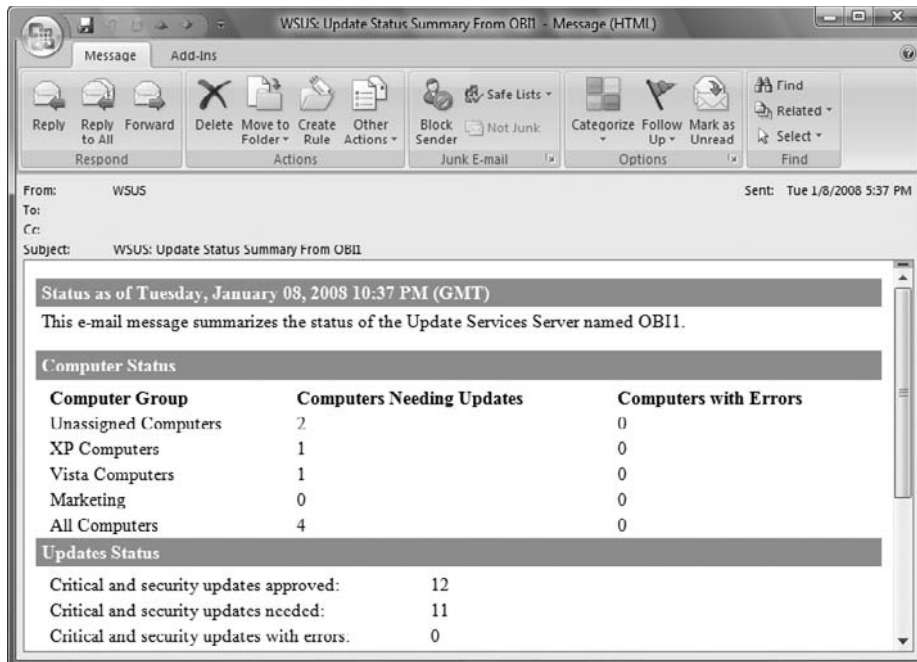 WSUS: Update Status Summary From OBI1 - Message (HTML)
Message Add-Ins
Reply Reply to All Forward
Respond
Delete Move to Folder Create Rule Other Actions
Actions
Block Sender Safe Lists Not Junk
Junk E-mail
Categorize Follow Up Mark as Unread
Options
Find Related Select
Find
From: WSUS Sent: Tue 1/8/2008 5:37 PM
To:
Cc:
Subject: WSUS: Update Status Summary From OBI1
Status as of Tuesday, January 08, 2008 10:37 PM (GMT)
This e-mail message summarizes the status of the Update Services Server named OBI1.
Computer Status
Computer Group Computers Needing Updates Computers with Errors
Unassigned Computers 2 0
XP Computers 1 0
Vista Computers 1 0
Marketing 0 0
All Computers 4 0
Updates Status
Critical and security updates approved: 12
Critical and security updates needed: 11
Critical and security updates with errors: 0